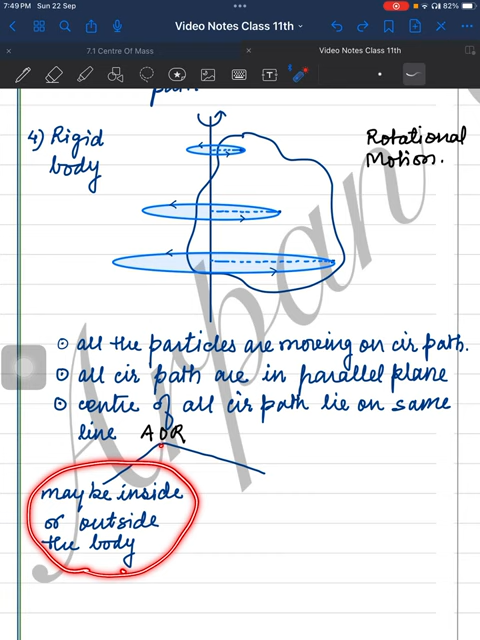 7:49 PM Sun 22 Sep
82%
Video Notes Class 11th
7.1 Centre Of Mass
Video Notes Class 11th
path.
4) Rigid
body
Rotational
Motion.
Arpan
all the particles are moving on cir path.
all cir path are in parallel plane
centre of all cir path lie on same
line AOR
may be inside
or outside
the body